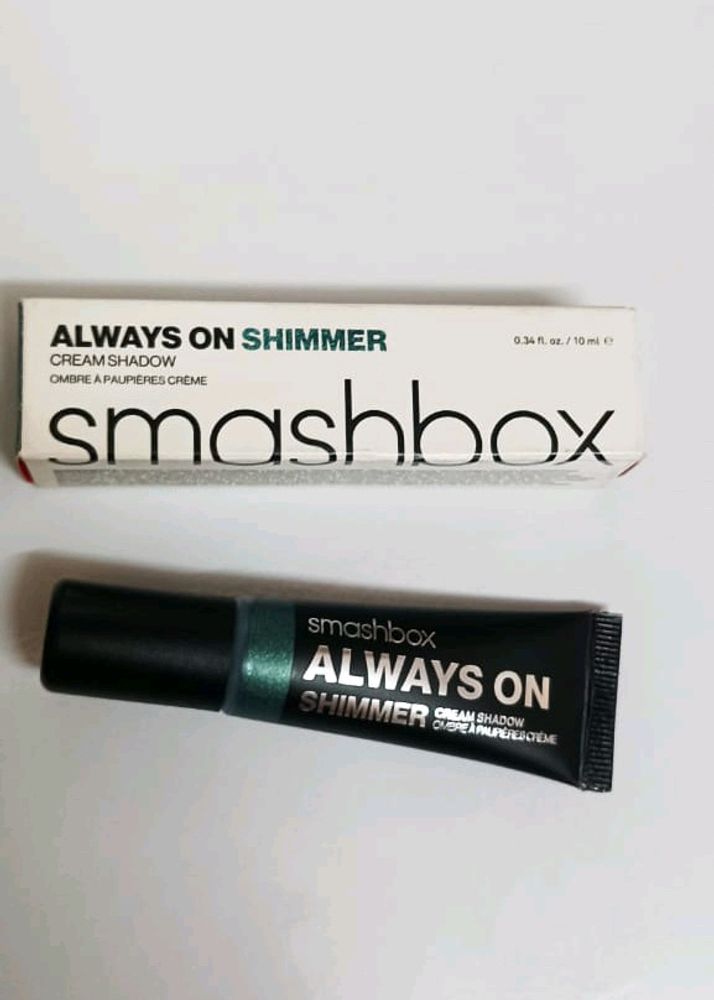 ALWAYS ON SHIMMER
0.34 fl. oz. / 10 ml ℮
CREAM SHADOW
OMBRE À PAUPIÈRES CRÈME
smashbox
smashbox
ALWAYS ON
SHIMMER CREAM SHADOW
OMBRE À PAUPIÈRES CRÈME